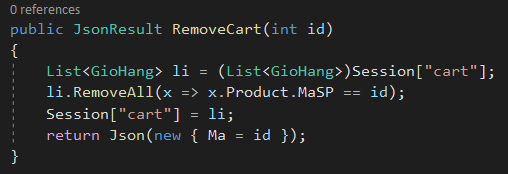 0 references
public JsonResult RemoveCart(int id)
{
    List<GioHang> li = (List<GioHang>)Session["cart"];
    li.RemoveAll(x => x.Product.MaSP == id);
    Session["cart"] = li;
    return Json(new { Ma = id });
}